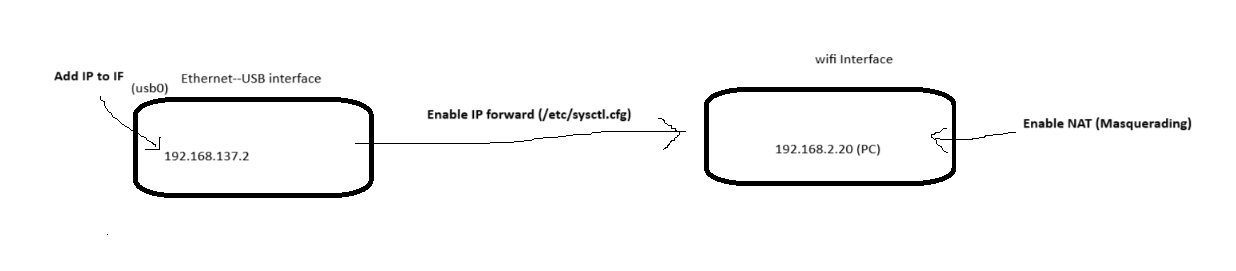 wifi Interface
Add IP to IF
(usb0)
Ethernet--USB interface
Enable IP forward (/etc/sysctl.cfg)
Enable NAT (Masquerading)
192.168.137.2
192.168.2.20 (PC)